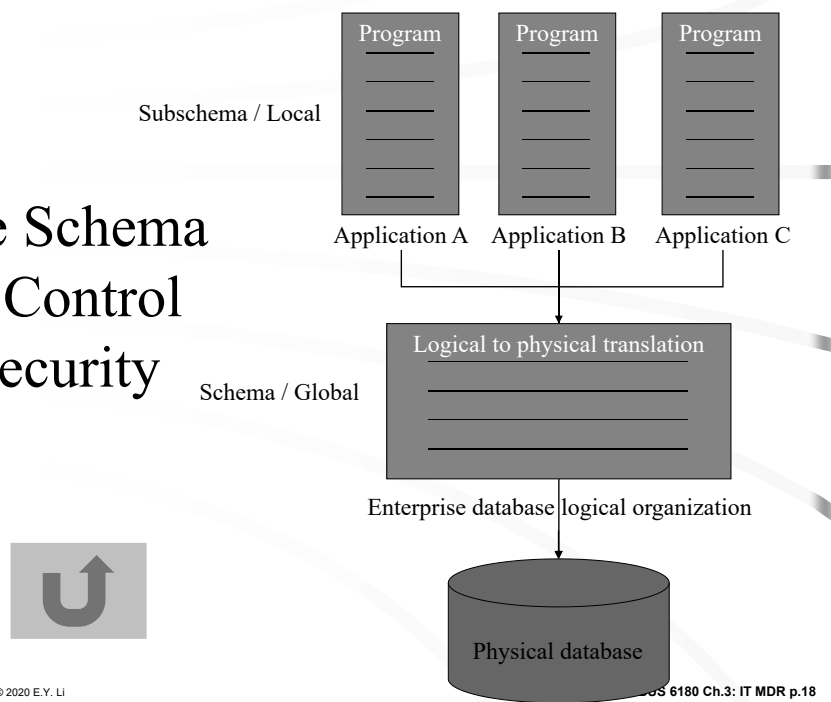 Program Program Program
Subschema / Local
Application A Application B Application C
Schema
Control
Logical to physical translation
Schema / Global
Enterprise database logical organization
Physical database
2020 E.Y. Li
6180 Ch.3: IT MDR p.18